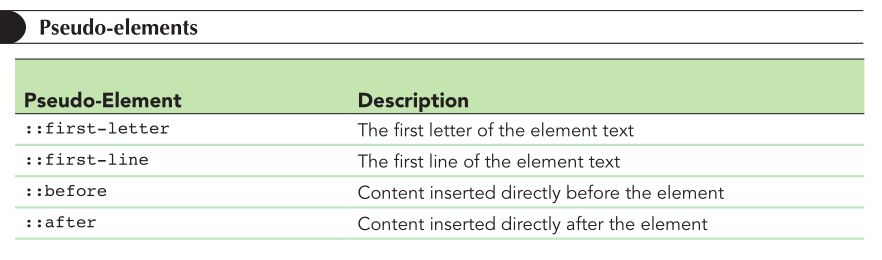 Pseudo-elements
Pseudo-Element Description
::first-letter The first letter of the element text
::first-line The first line of the element text
::before Content inserted directly before the element
::after Content inserted directly after the element